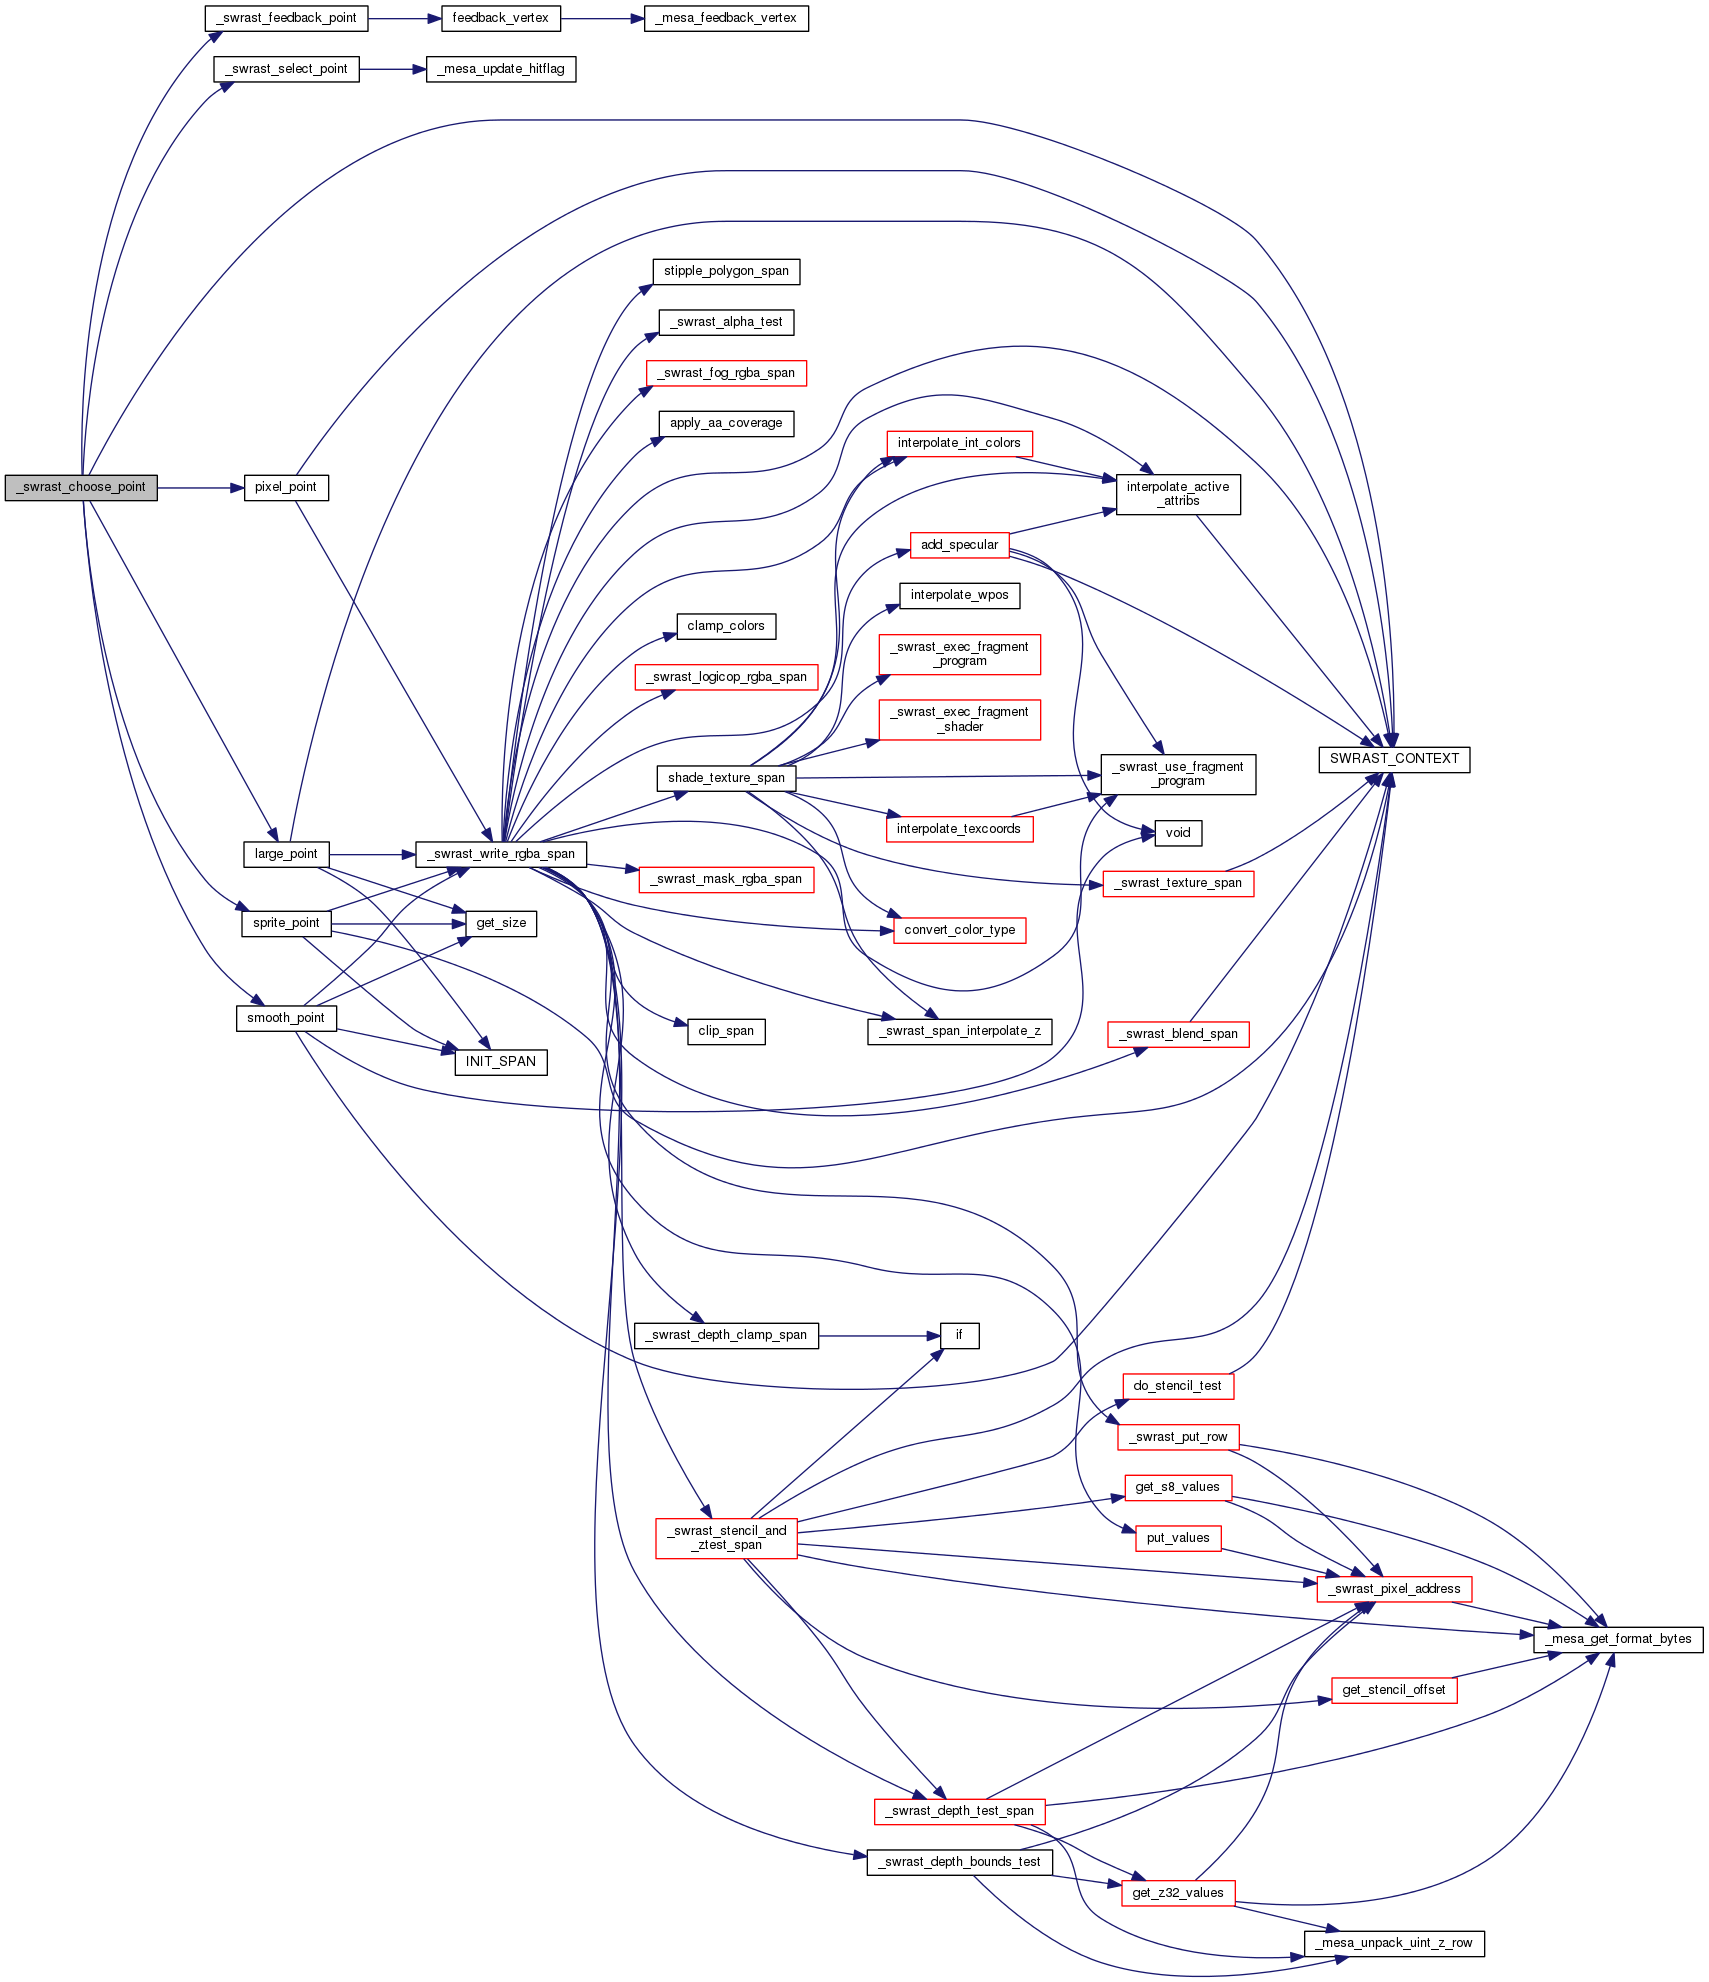 _swrast_feedback_point
feedback_vertex
_mesa_feedback_vertex
_swrast_select_point
_mesa_update_hitflag
stipple_polygon_span
_swrast_alpha_test
_swrast_fog_rgba_span
apply_aa_coverage
interpolate_int_colors
_swrast_choose_point
pixel_point
interpolate_active
_attribs
add_specular
interpolate_wpos
clamp_colors
_swrast_exec_fragment
_program
_swrast_logicop_rgba_span
_swrast_exec_fragment
_shader
SWRAST_CONTEXT
shade_texture_span
_swrast_use_fragment
_program
interpolate_texcoords
void
large_point
_swrast_write_rgba_span
_swrast_mask_rgba_span
_swrast_texture_span
sprite_point
get_size
convert_color_type
smooth_point
clip_span
_swrast_span_interpolate_z
_swrast_blend_span
INIT_SPAN
_swrast_depth_clamp_span
if
do_stencil_test
_swrast_put_row
get_s8_values
_swrast_stencil_and
_ztest_span
put_values
_swrast_pixel_address
_mesa_get_format_bytes
get_stencil_offset
_swrast_depth_test_span
_swrast_depth_bounds_test
get_z32_values
_mesa_unpack_uint_z_row